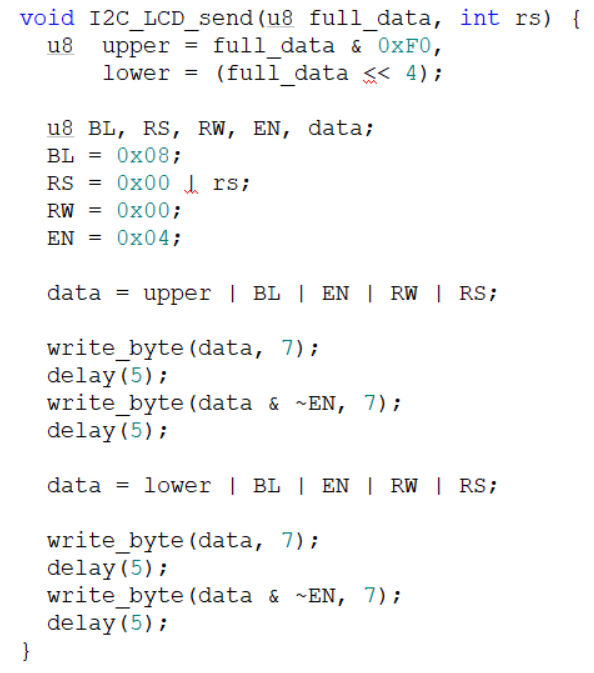 void I2C_LCD_send(u8 full_data, int rs) {
  u8  upper = full_data & 0xF0,
      lower = (full_data << 4);
  u8 BL, RS, RW, EN, data;
  BL = 0x08;
  RS = 0x00 | rs;
  RW = 0x00;
  EN = 0x04;
  data = upper | BL | EN | RW | RS;
  write_byte(data, 7);
  delay(5);
  write_byte(data & ~EN, 7);
  delay(5);
  data = lower | BL | EN | RW | RS;
  write_byte(data, 7);
  delay(5);
  write_byte(data & ~EN, 7);
  delay(5);
}